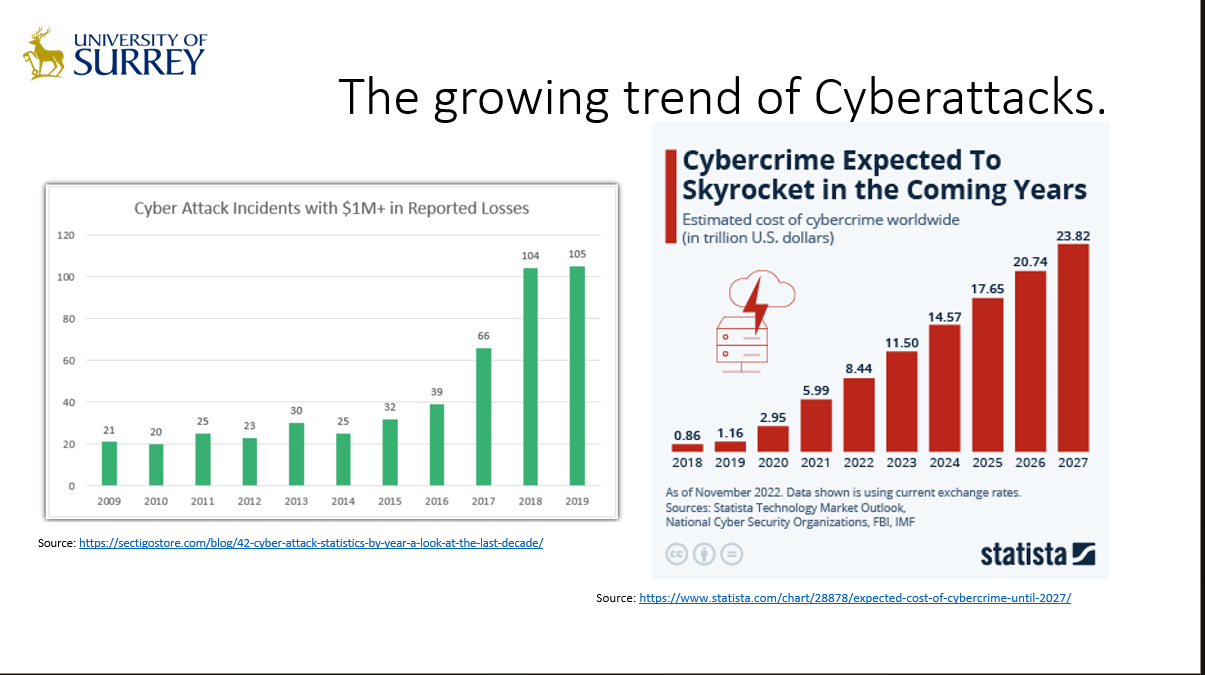 UNIVERSITY OF
SURREY
The growing trend of Cyberattacks.
Cyber Attack Incidents with $1M+ in Reported Losses
120
100
80
60
40
20
0
21
20
25
23
30
25
32
39
66
104
105
2009 2010 2011 2012 2013 2014 2015 2016 2017 2018 2019
Source: https://sectigostore.com/blog/42-cyber-attack-statistics-by-year-a-look-at-the-last-decade/
Cybercrime Expected To
Skyrocket in the Coming Years
Estimated cost of cybercrime worldwide
(in trillion U.S. dollars)
0.86
1.16
2.95
5.99
8.44
11.50
14.57
17.65
20.74
23.82
2018 2019 2020 2021 2022 2023 2024 2025 2026 2027
As of November 2022. Data shown is using current exchange rates.
Sources: Statista Technology Market Outlook,
National Cyber Security Organizations, FBI, IMF
cc
statista
Source: https://www.statista.com/chart/28878/expected-cost-of-cybercrime-until-2027/